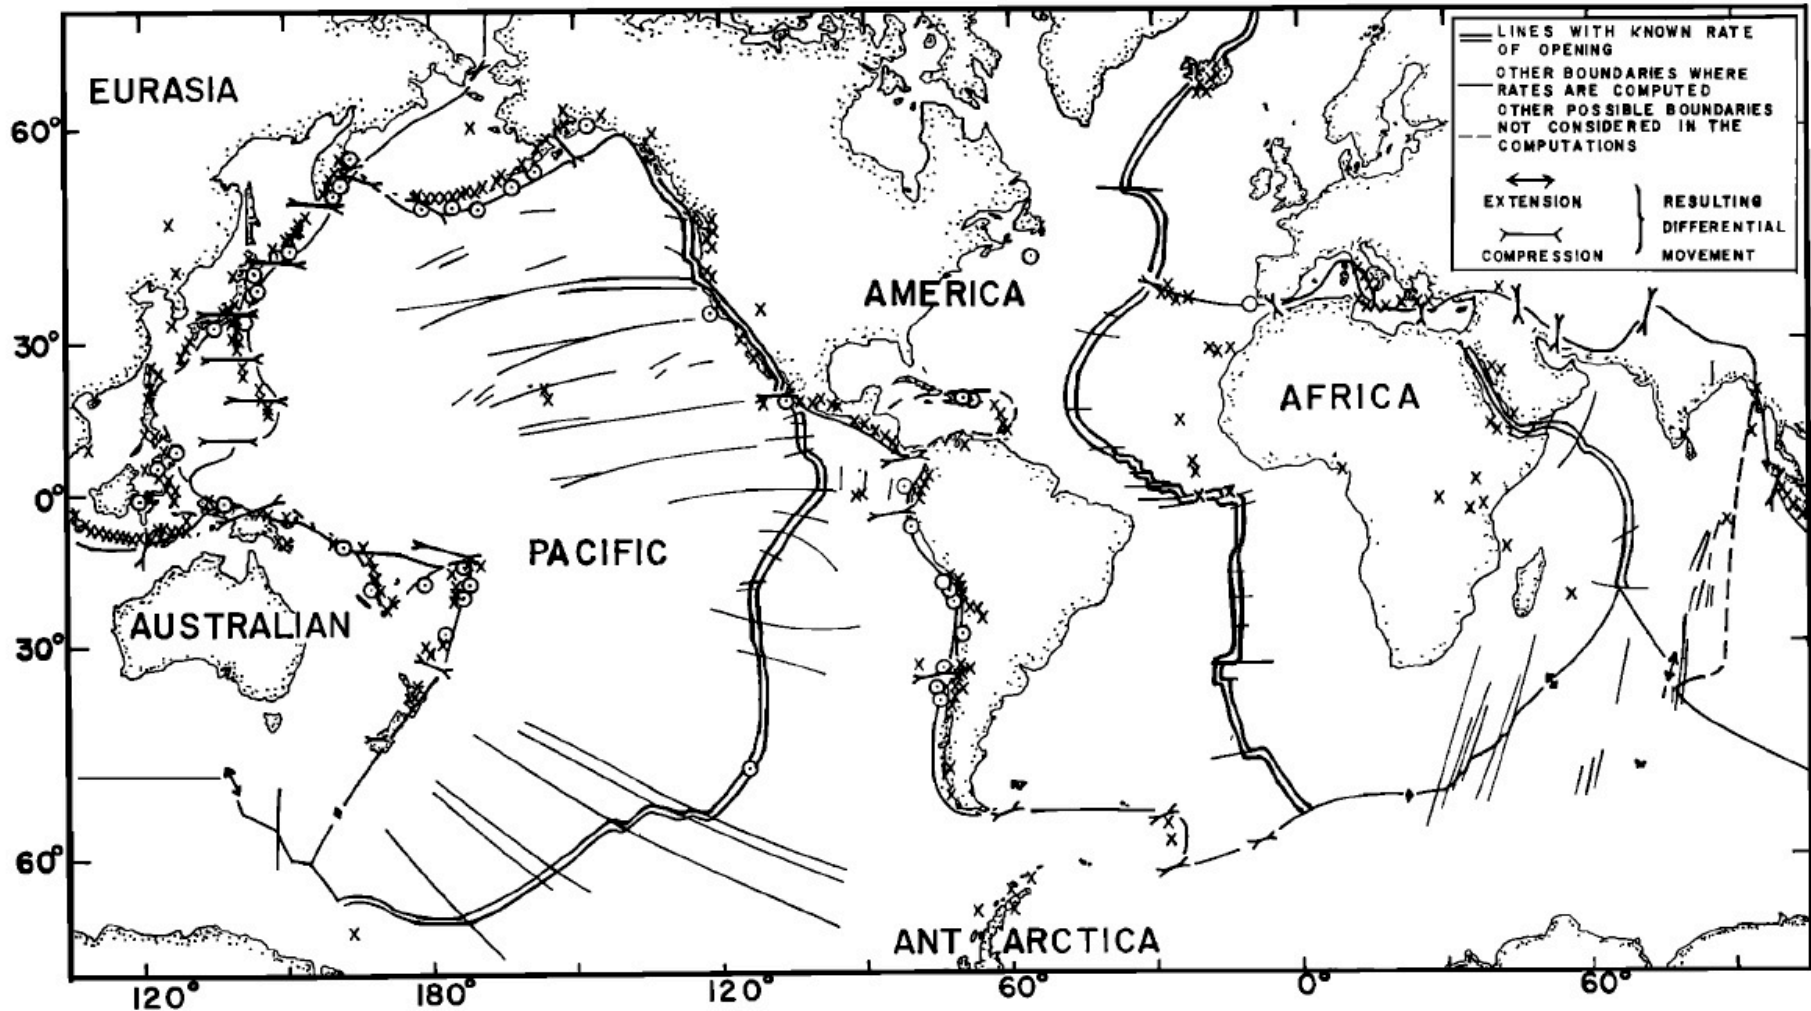 LINES WITH KNOWN RATE
OF OPENING
OTHER BOUNDARIES WHERE
RATES ARE COMPUTED
OTHER POSSIBLE BOUNDARIES
NOT CONSIDERED IN THE
COMPUTATIONS
EXTENSION
COMPRESSION
RESULTING
DIFFERENTIAL
MOVEMENT
EURASIA
60°
AMERICA
30°
AFRICA
0°
PACIFIC
AUSTRALIAN
30°
60°
ANT ARCTICA
120° 180° 120° 60° 0° 60°